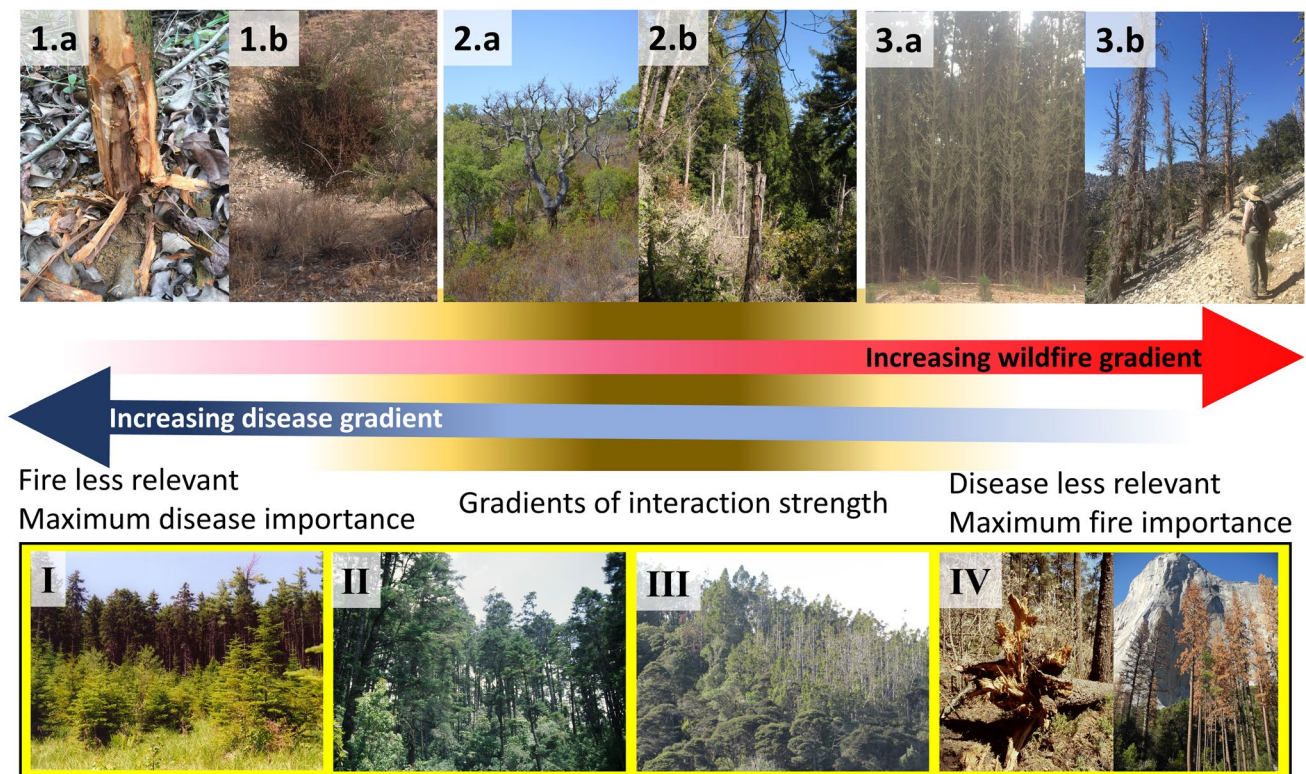 1.a
1.b
2.a
2.b
3.a
3.b
Increasing wildfire gradient
Increasing disease gradient
Fire less relevant
Maximum disease importance
Gradients of interaction strength
Disease less relevant
Maximum fire importance
I
II
III
IV